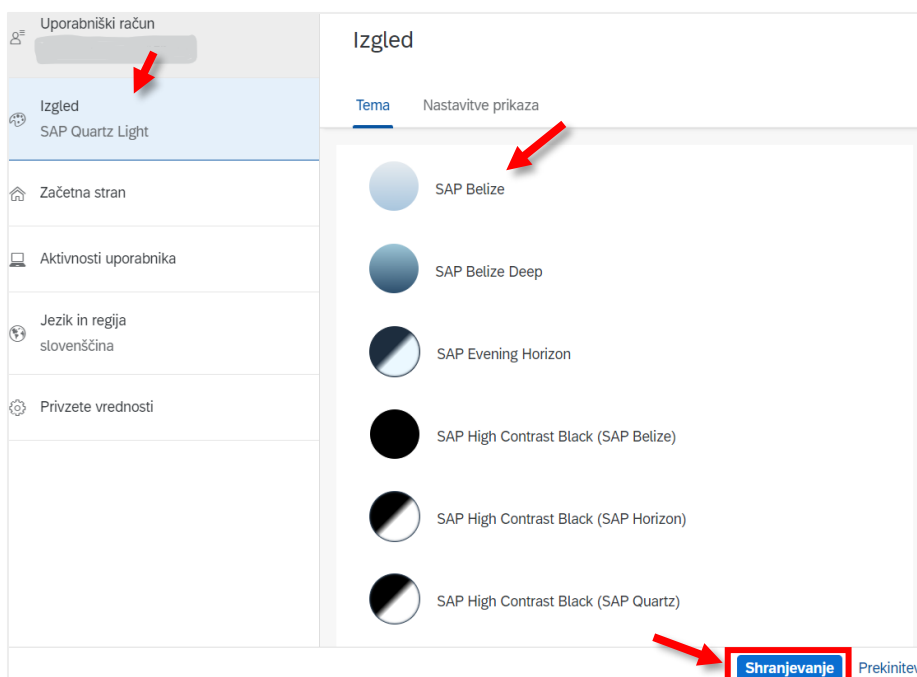 Uporabniški račun
Izgled
SAP Quartz Light
Začetna stran
Aktivnosti uporabnika
Jezik in regija
slovenščina
Privzete vrednosti
Izgled
Tema
Nastavitve prikaza
SAP Belize
SAP Belize Deep
SAP Evening Horizon
SAP High Contrast Black (SAP Belize)
SAP High Contrast Black (SAP Horizon)
SAP High Contrast Black (SAP Quartz)
Shranjevanje
Prekinitev